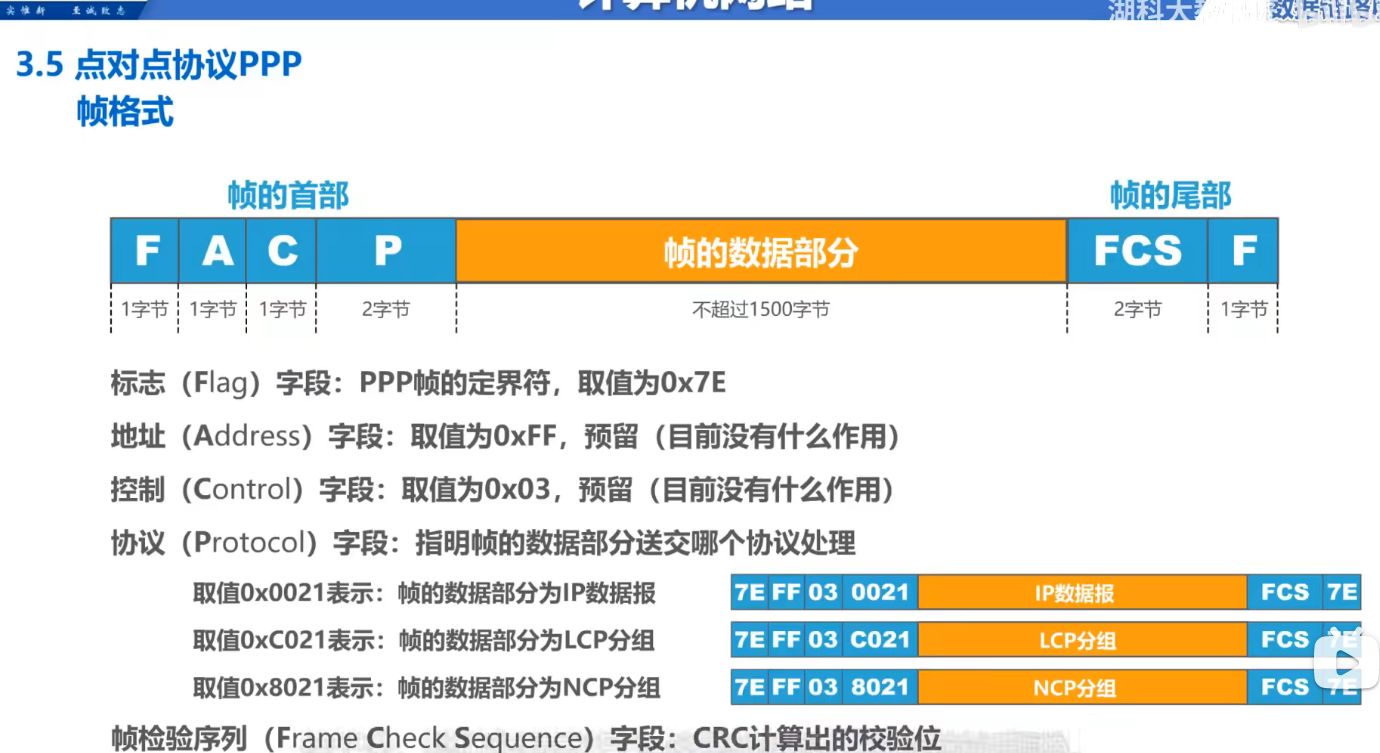 实惟新 至诚致志
计算机网络
3.5 点对点协议PPP
帧格式
帧的首部 帧的尾部
F A C P 帧的数据部分 FCS F
1字节 1字节 1字节 2字节 不超过1500字节 2字节 1字节
标志（Flag）字段：PPP帧的定界符，取值为0x7E
地址（Address）字段：取值为0xFF，预留（目前没有什么作用）
控制（Control）字段：取值为0x03，预留（目前没有什么作用）
协议（Protocol）字段：指明帧的数据部分送交哪个协议处理
取值0x0021表示：帧的数据部分为IP数据报 7E FF 03 0021 IP数据报 FCS 7E
取值0xC021表示：帧的数据部分为LCP分组 7E FF 03 C021 LCP分组 FCS 7E
取值0x8021表示：帧的数据部分为NCP分组 7E FF 03 8021 NCP分组 FCS 7E
帧检验序列（Frame Check Sequence）字段：CRC计算出的校验位